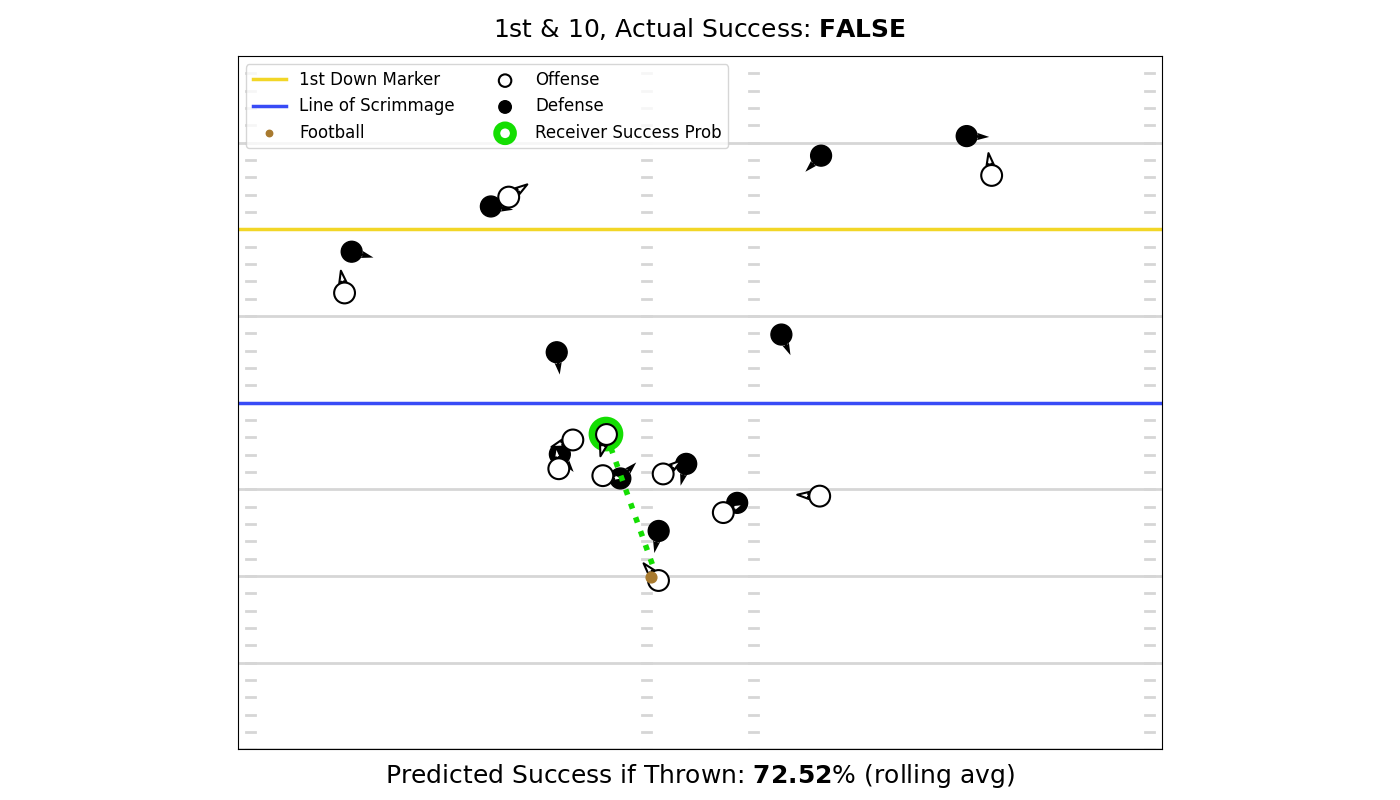 1st & 10, Actual Success: FALSE
1st Down Marker
Line of Scrimmage
Football
Offense
Defense
Receiver Success Prob
Predicted Success if Thrown: 72.52% (rolling avg)